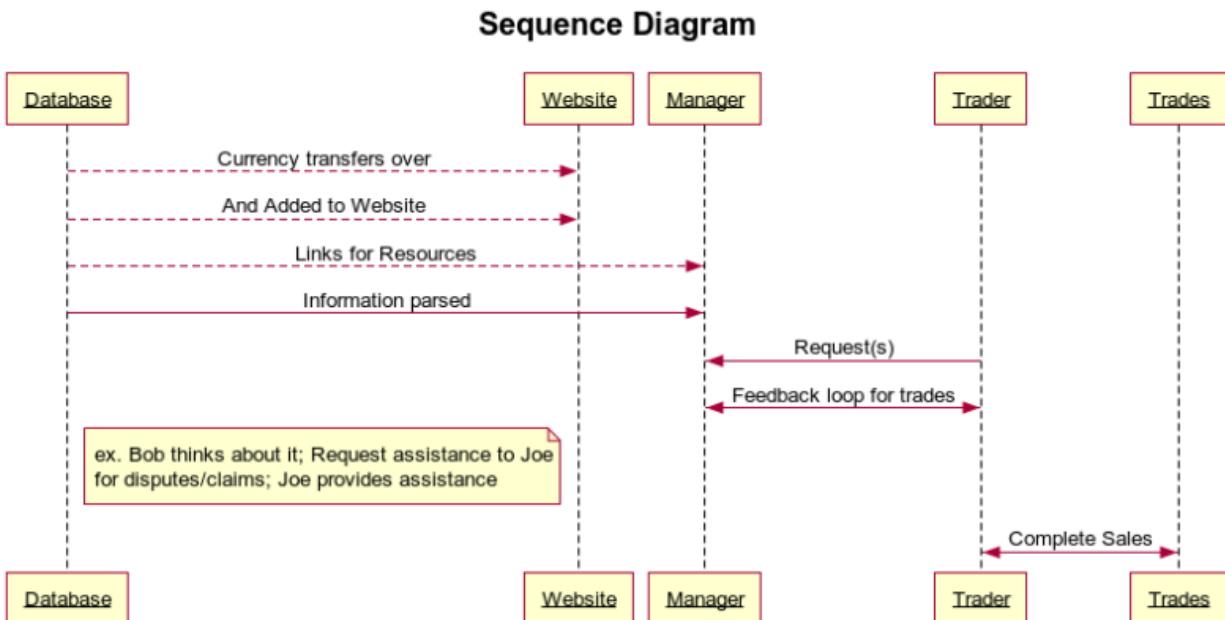 Sequence Diagram
Database
Website
Manager
Trader
Trades
Currency transfers over
And Added to Website
Links for Resources
Information parsed
Request(s)
Feedback loop for trades
ex. Bob thinks about it; Request assistance to Joe
for disputes/claims; Joe provides assistance
Complete Sales
Database
Website
Manager
Trader
Trades